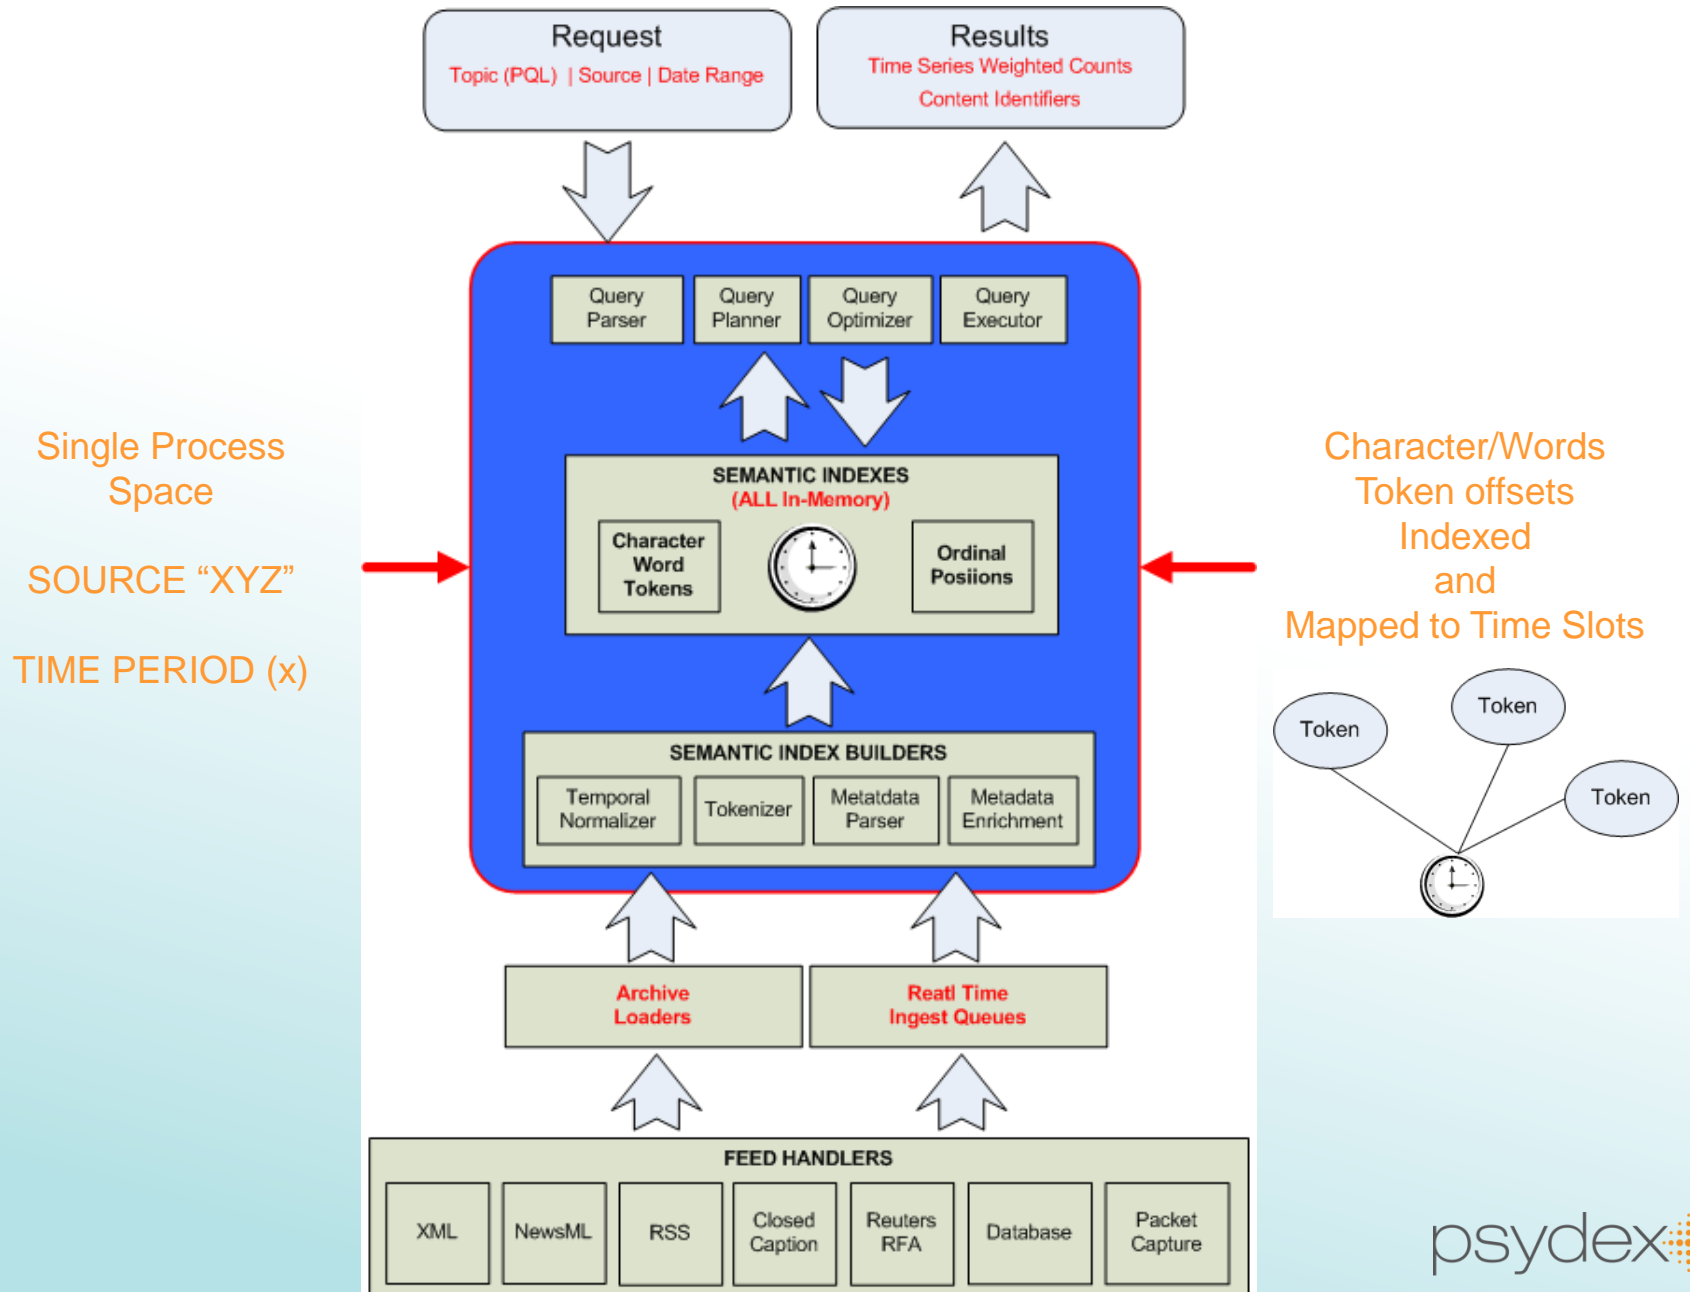 Request
Topic (PQL) | Source | Date Range
Results
Time Series Weighted Counts
Content Identifiers
Query
Parser
Query
Planner
Query
Optimizer
Query
Executor
Single Process
Space
SOURCE “XYZ”
TIME PERIOD (x)
SEMANTIC INDEXES
(ALL In-Memory)
Character
Word
Tokens
Ordinal
Posiions
Character/Words
Token offsets
Indexed
and
Mapped to Time Slots
Token
Token
Token
SEMANTIC INDEX BUILDERS
Temporal
Normalizer
Tokenizer
Metatdata
Parser
Metadata
Enrichment
Archive
Loaders
Reatl Time
Ingest Queues
FEED HANDLERS
XML
NewsML
RSS
Closed
Caption
Reuters
RFA
Database
Packet
Capture
psydex